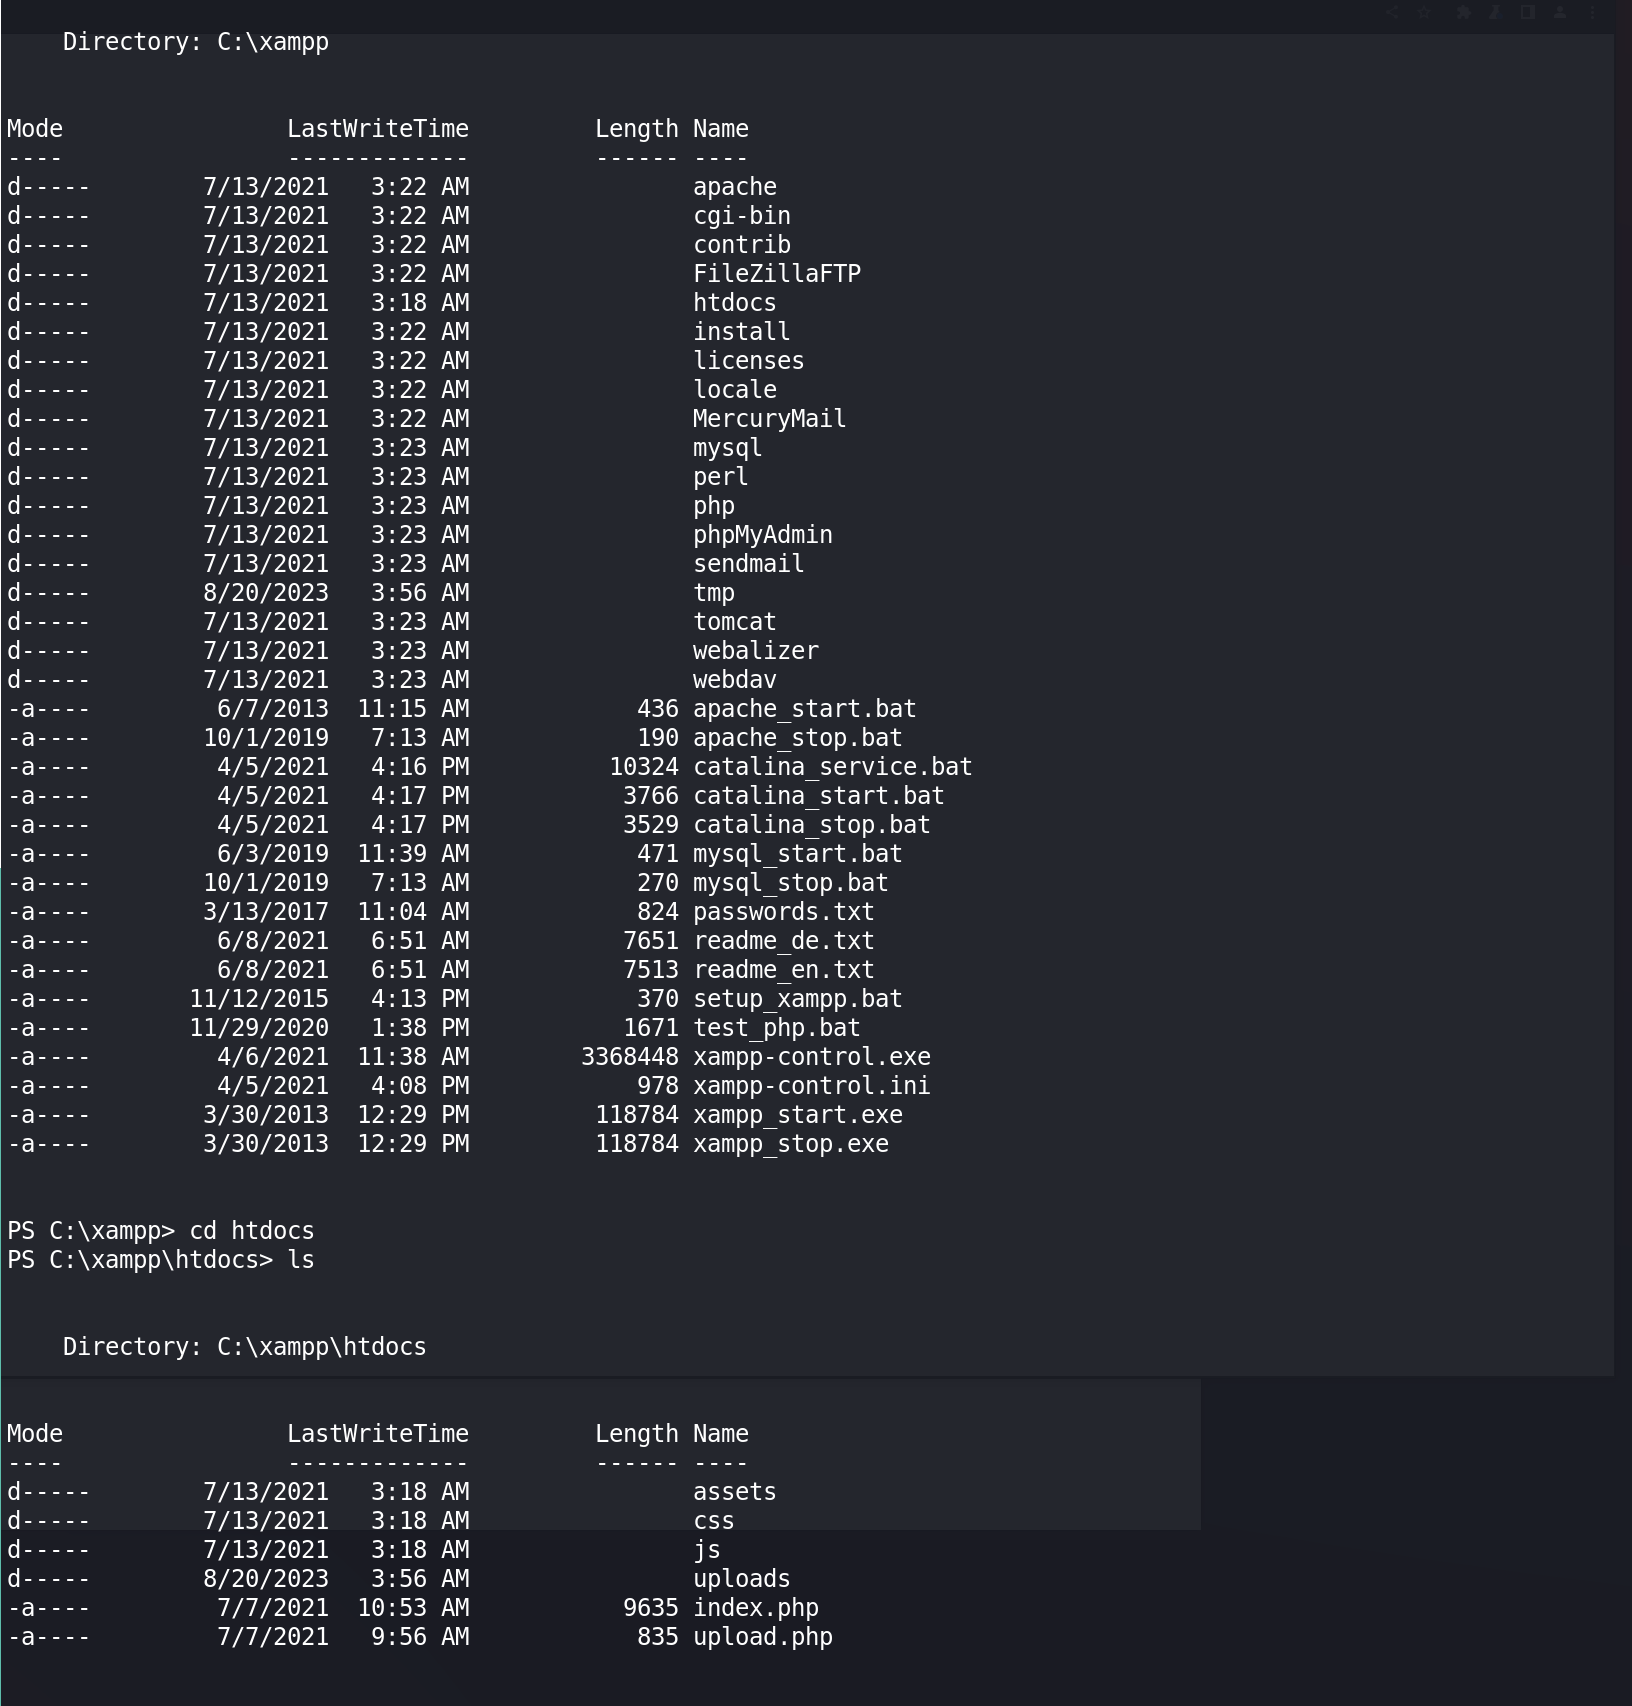 Directory: C:\xampp
Mode                LastWriteTime         Length Name
----                -------------         ------ ----
d-----        7/13/2021   3:22 AM                apache
d-----        7/13/2021   3:22 AM                cgi-bin
d-----        7/13/2021   3:22 AM                contrib
d-----        7/13/2021   3:22 AM                FileZillaFTP
d-----        7/13/2021   3:18 AM                htdocs
d-----        7/13/2021   3:22 AM                install
d-----        7/13/2021   3:22 AM                licenses
d-----        7/13/2021   3:22 AM                locale
d-----        7/13/2021   3:22 AM                MercuryMail
d-----        7/13/2021   3:23 AM                mysql
d-----        7/13/2021   3:23 AM                perl
d-----        7/13/2021   3:23 AM                php
d-----        7/13/2021   3:23 AM                phpMyAdmin
d-----        7/13/2021   3:23 AM                sendmail
d-----        8/20/2023   3:56 AM                tmp
d-----        7/13/2021   3:23 AM                tomcat
d-----        7/13/2021   3:23 AM                webalizer
d-----        7/13/2021   3:23 AM                webdav
-a----         6/7/2013  11:15 AM            436 apache_start.bat
-a----        10/1/2019   7:13 AM            190 apache_stop.bat
-a----         4/5/2021   4:16 PM          10324 catalina_service.bat
-a----         4/5/2021   4:17 PM           3766 catalina_start.bat
-a----         4/5/2021   4:17 PM           3529 catalina_stop.bat
-a----         6/3/2019  11:39 AM            471 mysql_start.bat
-a----        10/1/2019   7:13 AM            270 mysql_stop.bat
-a----        3/13/2017  11:04 AM            824 passwords.txt
-a----         6/8/2021   6:51 AM           7651 readme_de.txt
-a----         6/8/2021   6:51 AM           7513 readme_en.txt
-a----       11/12/2015   4:13 PM            370 setup_xampp.bat
-a----       11/29/2020   1:38 PM           1671 test_php.bat
-a----         4/6/2021  11:38 AM        3368448 xampp-control.exe
-a----         4/5/2021   4:08 PM            978 xampp-control.ini
-a----        3/30/2013  12:29 PM         118784 xampp_start.exe
-a----        3/30/2013  12:29 PM         118784 xampp_stop.exe
PS C:\xampp> cd htdocs
PS C:\xampp\htdocs> ls
    Directory: C:\xampp\htdocs
Mode                LastWriteTime         Length Name
----                -------------         ------ ----
d-----        7/13/2021   3:18 AM                assets
d-----        7/13/2021   3:18 AM                css
d-----        7/13/2021   3:18 AM                js
d-----        8/20/2023   3:56 AM                uploads
-a----         7/7/2021  10:53 AM           9635 index.php
-a----         7/7/2021   9:56 AM            835 upload.php